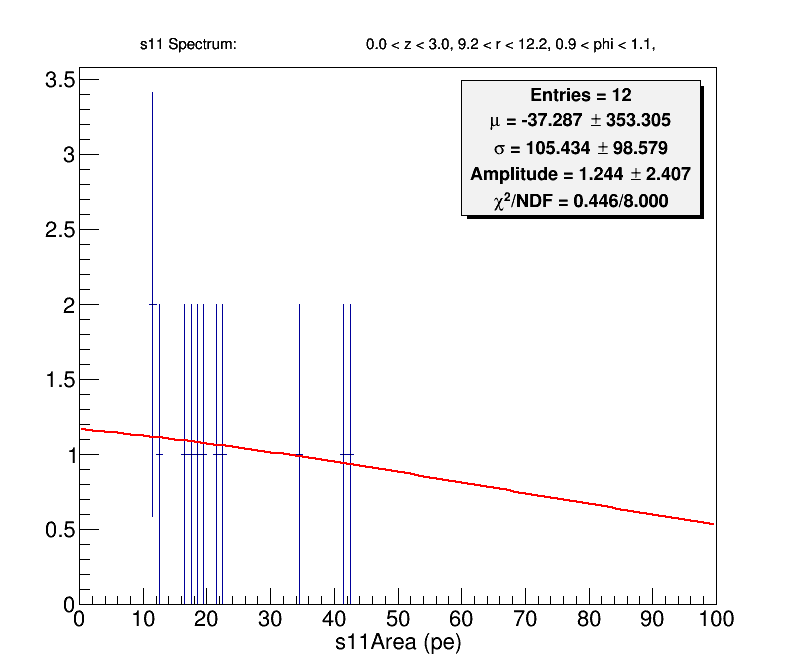 s11 Spectrum: 0.0 < z < 3.0, 9.2 < r < 12.2, 0.9 < phi < 1.1,
Entries = 12
μ = -37.287 ± 353.305
σ = 105.434 ± 98.579
Amplitude = 1.244 ± 2.407
χ²/NDF = 0.446/8.000
3.5
3
2.5
2
1.5
1
0.5
0
0 10 20 30 40 50 60 70 80 90 100
s11Area (pe)